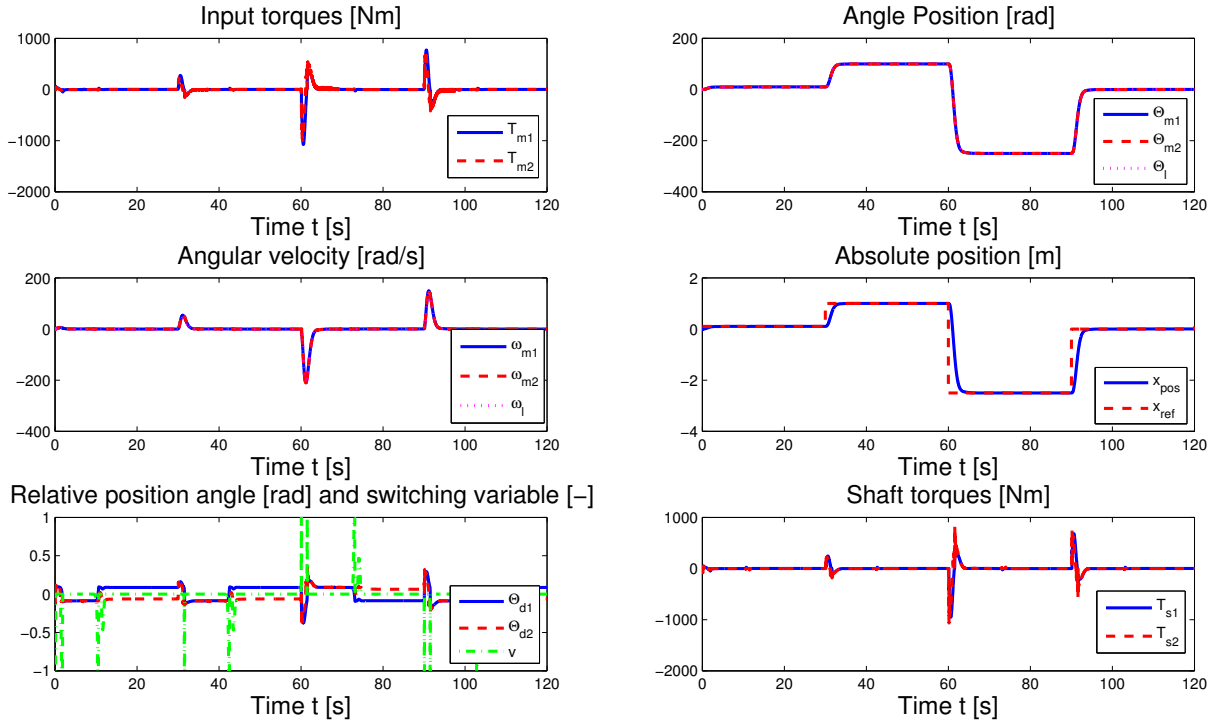 Input torques [Nm]
1000
0
−1000
−2000
T_m1
T_m2
0 20 40 60 80 100 120
Time t [s]
Angle Position [rad]
200
0
−200
−400
Θ_m1
Θ_m2
Θ_l
0 20 40 60 80 100 120
Time t [s]
Angular velocity [rad/s]
200
0
−200
−400
ω_m1
ω_m2
ω_l
0 20 40 60 80 100 120
Time t [s]
Absolute position [m]
2
0
−2
−4
x_pos
x_ref
0 20 40 60 80 100 120
Time t [s]
Relative position angle [rad] and switching variable [−]
1
0.5
0
−0.5
−1
Θ_d1
Θ_d2
v
0 20 40 60 80 100 120
Time t [s]
Shaft torques [Nm]
1000
0
−1000
−2000
T_s1
T_s2
0 20 40 60 80 100 120
Time t [s]